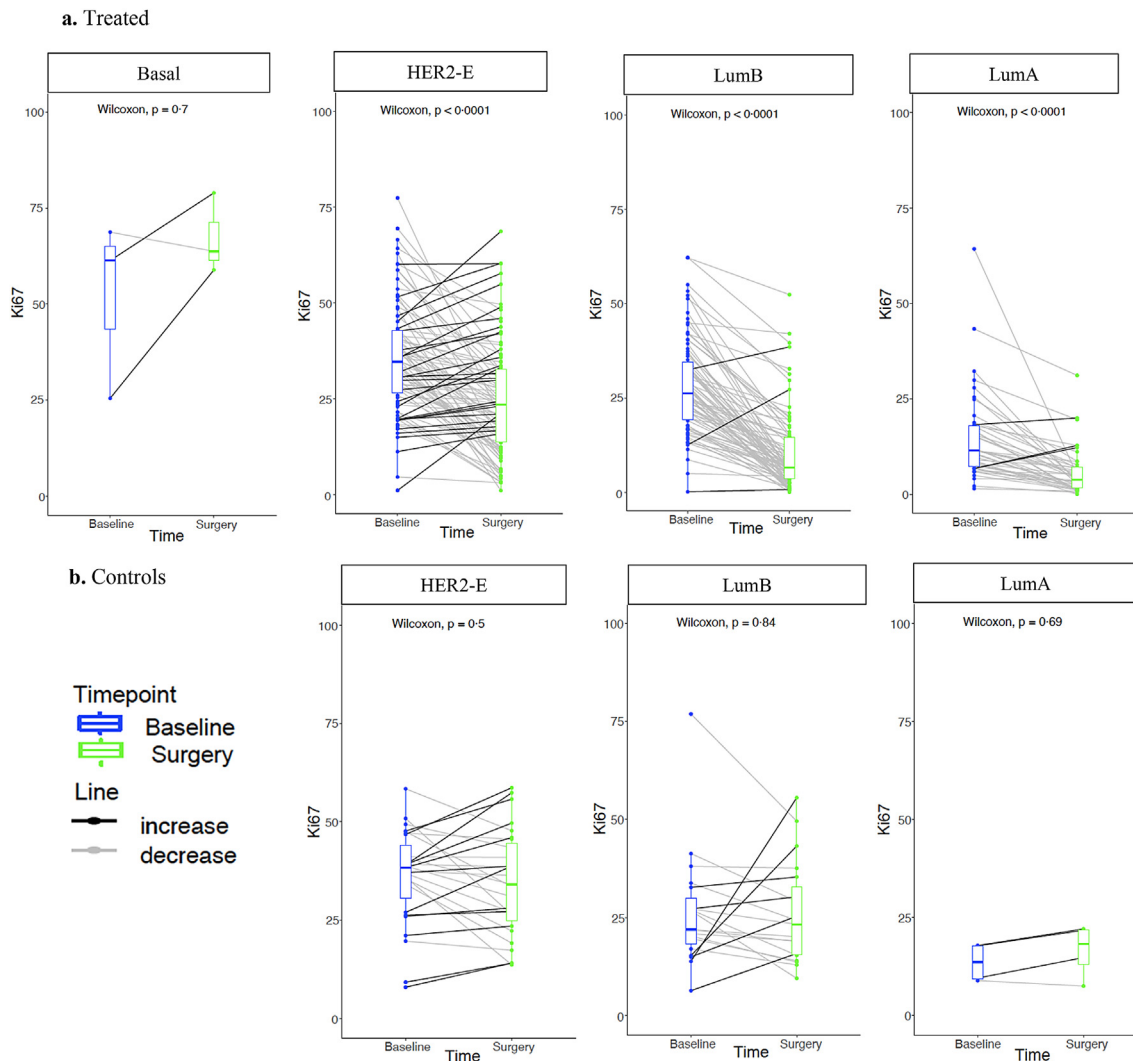 a. Treated
Basal
HER2-E
LumB
LumA
Wilcoxon, p = 0·7
Wilcoxon, p < 0·0001
Wilcoxon, p < 0·0001
Wilcoxon, p < 0·0001
100
75
50
25
0
Ki67
Baseline
Surgery
Time
100
75
50
25
0
Ki67
Baseline
Surgery
Time
100
75
50
25
0
Ki67
Baseline
Surgery
Time
100
75
50
25
0
Ki67
Baseline
Surgery
Time
b. Controls
HER2-E
LumB
LumA
Wilcoxon, p = 0·5
Wilcoxon, p = 0·84
Wilcoxon, p = 0·69
Timepoint
Baseline
Surgery
Line
increase
decrease
100
75
50
25
0
Ki67
Baseline
Surgery
Time
100
75
50
25
0
Ki67
Baseline
Surgery
Time
100
75
50
25
0
Ki67
Baseline
Surgery
Time